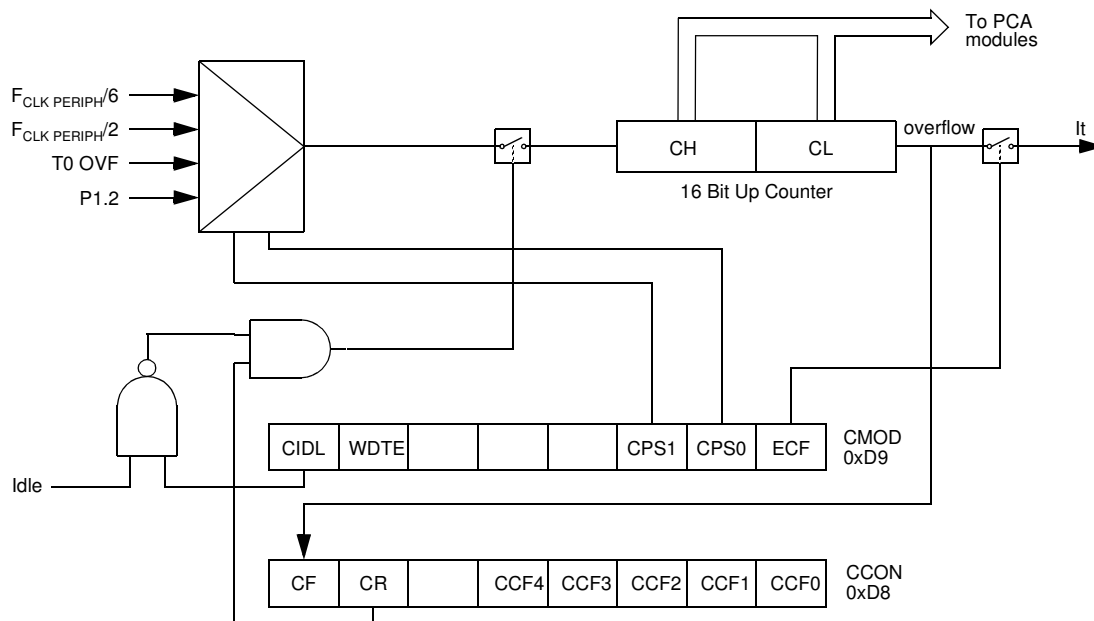 To PCA
modules
FCLK PERIPH/6
FCLK PERIPH/2
T0 OVF
P1.2
CH
CL
overflow
It
16 Bit Up Counter
CIDL
WDTE
CPS1
CPS0
ECF
CMOD
0xD9
Idle
CF
CR
CCF4
CCF3
CCF2
CCF1
CCF0
CCON
0xD8